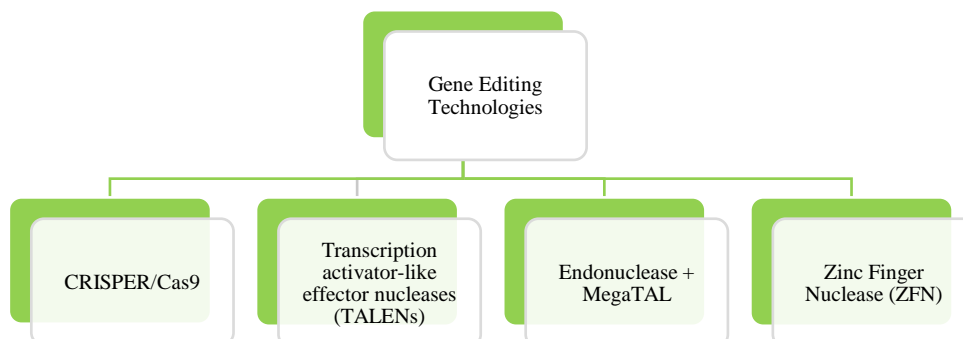 Gene Editing
Technologies
CRISPER/Cas9
Transcription
activator-like
effector nucleases
(TALENs)
Endonuclease +
MegaTAL
Zinc Finger
Nuclease (ZFN)